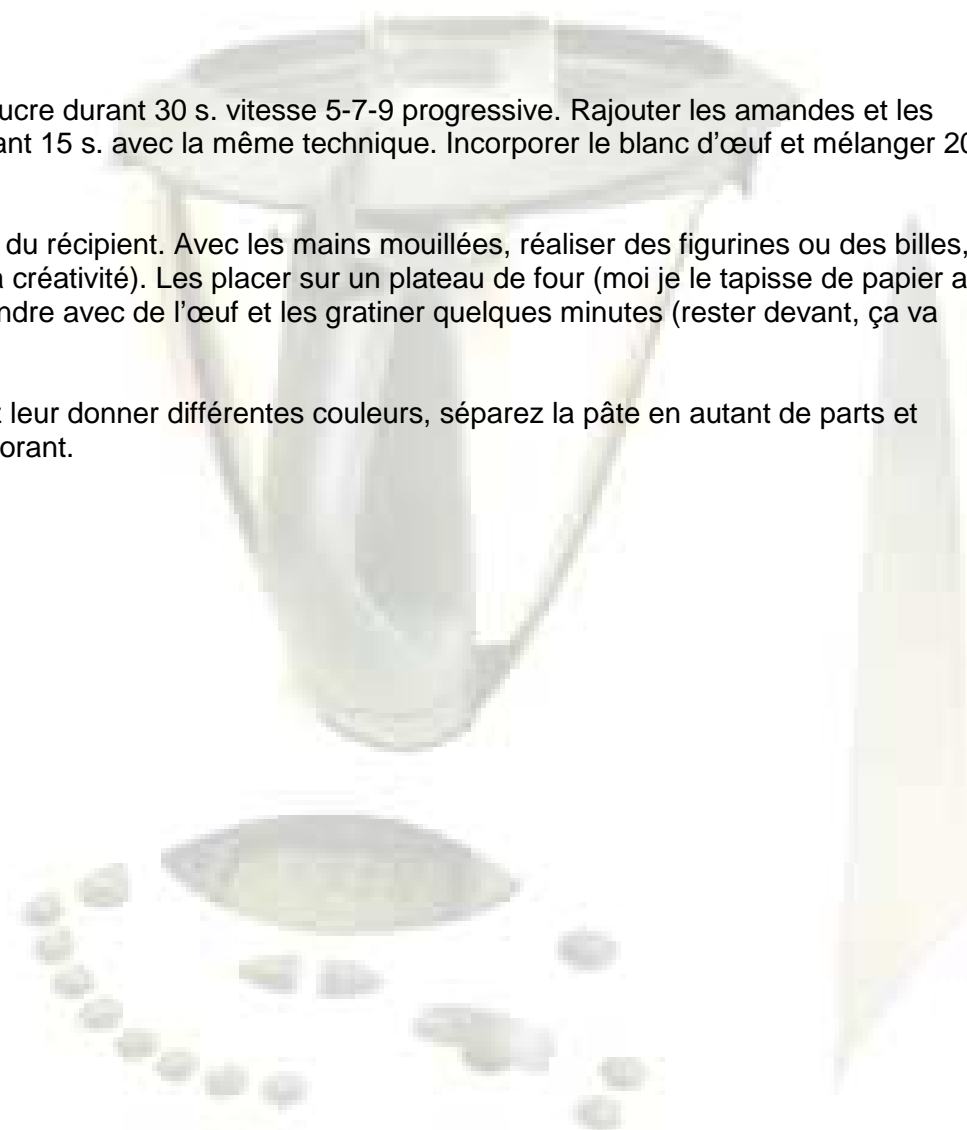 ucre durant 30 s. vitesse 5-7-9 progressive. Rajouter les amandes et les
ant 15 s. avec la même technique. Incorporer le blanc d’œuf et mélanger 20
du récipient. Avec les mains mouillées, réaliser des figurines ou des billes,
a créativité). Les placer sur un plateau de four (moi je le tapisse de papier a
ndre avec de l’œuf et les gratiner quelques minutes (rester devant, ça va
leur donner différentes couleurs, séparez la pâte en autant de parts et
orant.